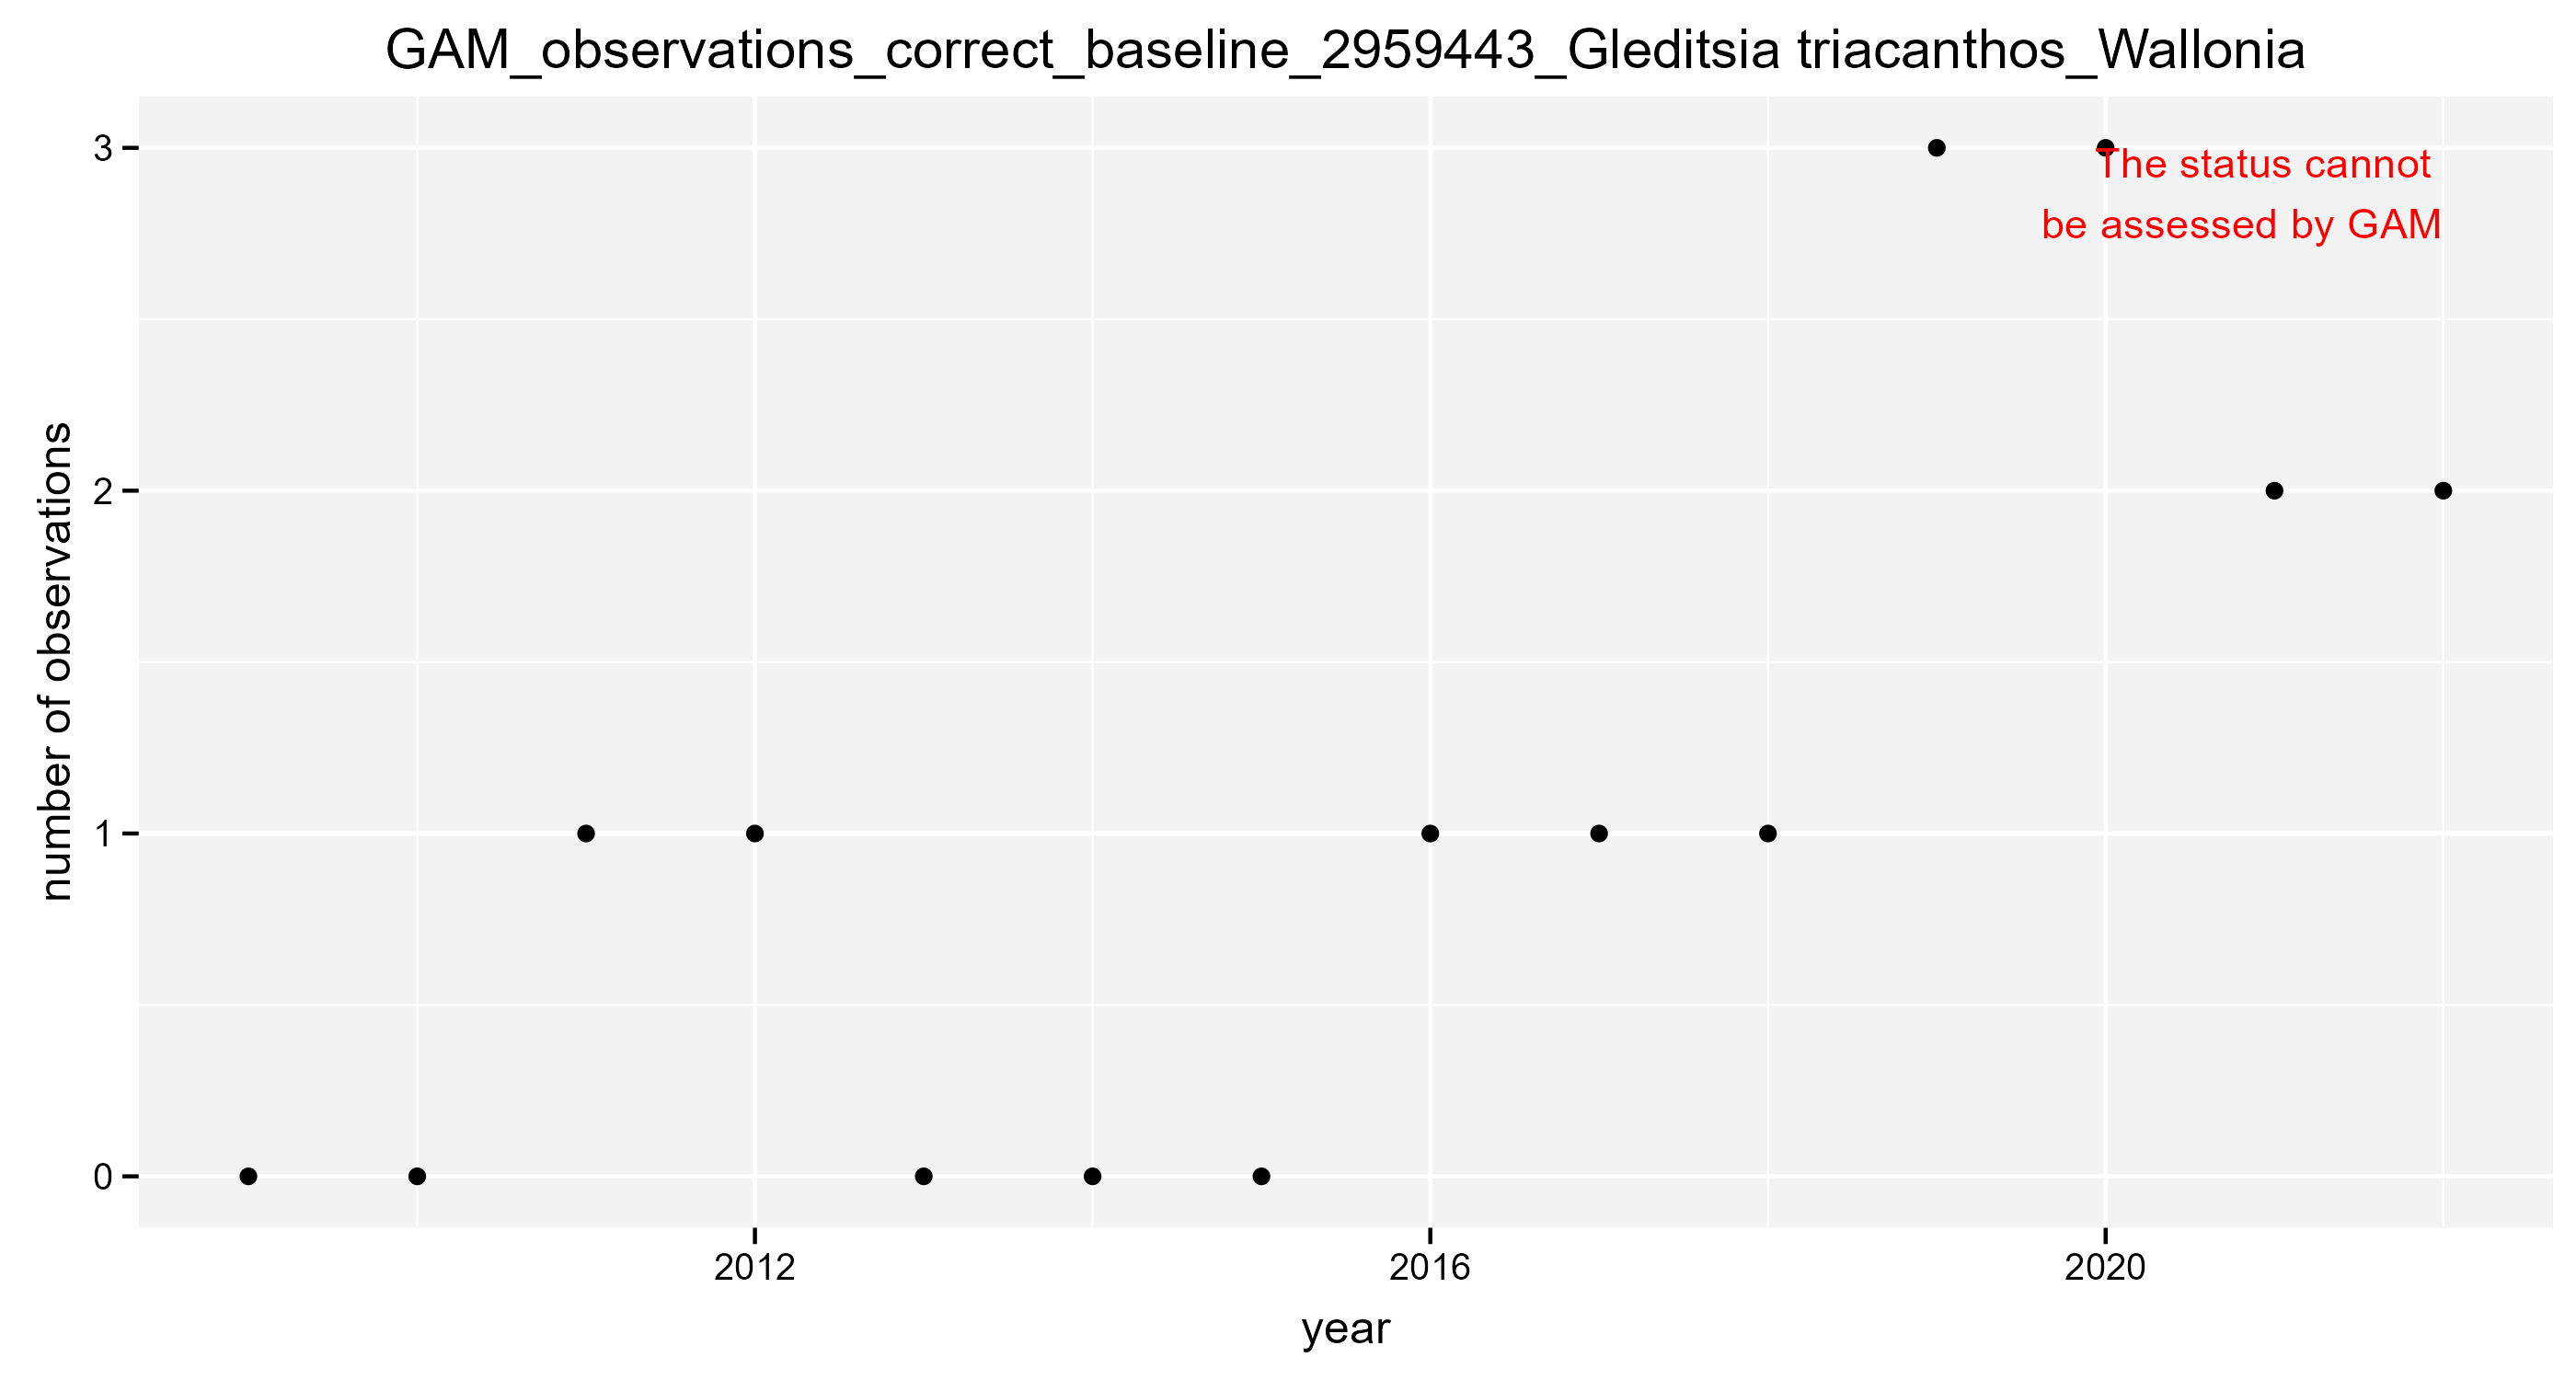 GAM_observations_correct_baseline_2959443_Gleditsia triacanthos_Wallonia
3
The status cannot
be assessed by GAM
2
number of observations
1
0
2012
2016
2020
year